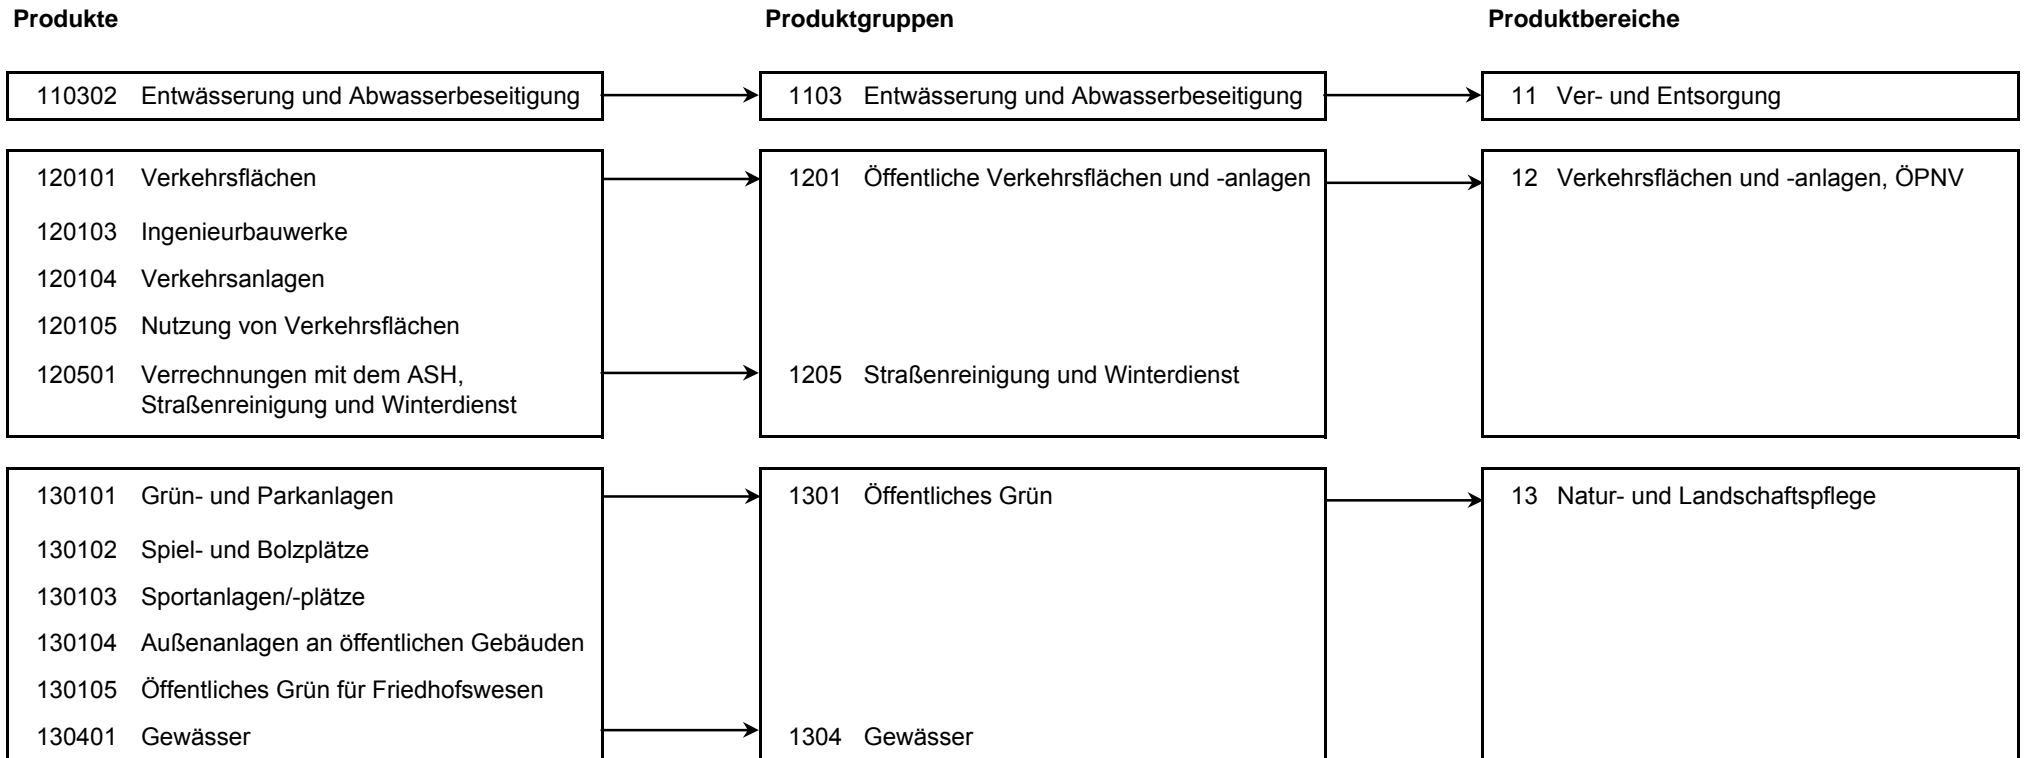 Produkte Produktgruppen Produktbereiche
110302 Entwässerung und Abwasserbeseitigung 1103 Entwässerung und Abwasserbeseitigung 11 Ver- und Entsorgung
120101 Verkehrsflächen 1201 Öffentliche Verkehrsflächen und -anlagen 12 Verkehrsflächen und -anlagen, ÖPNV
120103 Ingenieurbauwerke
120104 Verkehrsanlagen
120105 Nutzung von Verkehrsflächen
120501 Verrechnungen mit dem ASH, 1205 Straßenreinigung und Winterdienst
Straßenreinigung und Winterdienst
130101 Grün- und Parkanlagen 1301 Öffentliches Grün 13 Natur- und Landschaftspflege
130102 Spiel- und Bolzplätze
130103 Sportanlagen/-plätze
130104 Außenanlagen an öffentlichen Gebäuden
130105 Öffentliches Grün für Friedhofswesen
130401 Gewässer 1304 Gewässer